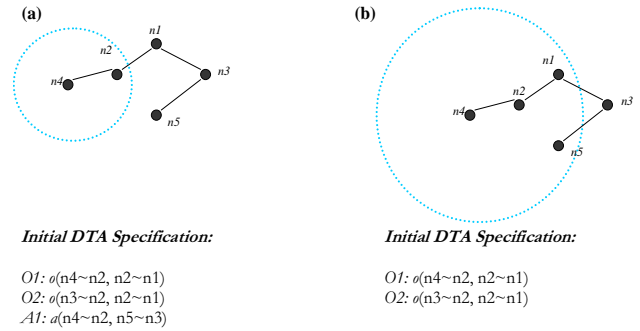 (a)
n1
n2
n3
n4
n5
Initial DTA Specification:
O1: o(n4~n2, n2~n1)
O2: o(n3~n2, n2~n1)
A1: a(n4~n2, n5~n3)
(b)
n1
n2
n3
n4
n5
Initial DTA Specification:
O1: o(n4~n2, n2~n1)
O2: o(n3~n2, n2~n1)